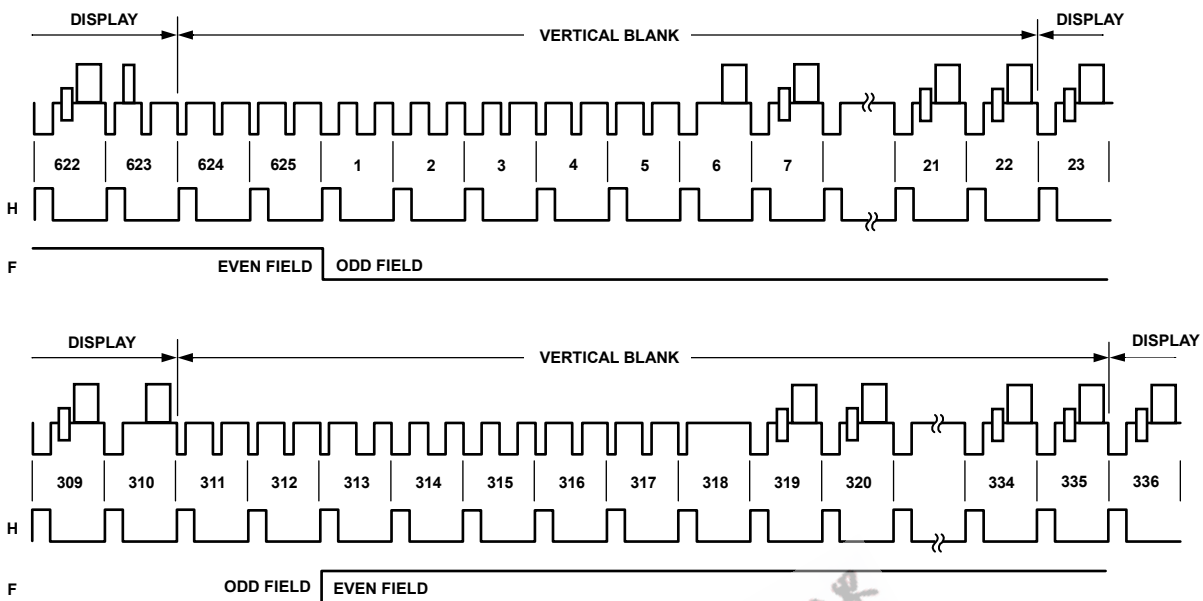 DISPLAY VERTICAL BLANK DISPLAY
622 623 624 625 1 2 3 4 5 6 7 21 22 23
H
F EVEN FIELD ODD FIELD
DISPLAY VERTICAL BLANK DISPLAY
309 310 311 312 313 314 315 316 317 318 319 320 334 335 336
H
F ODD FIELD EVEN FIELD